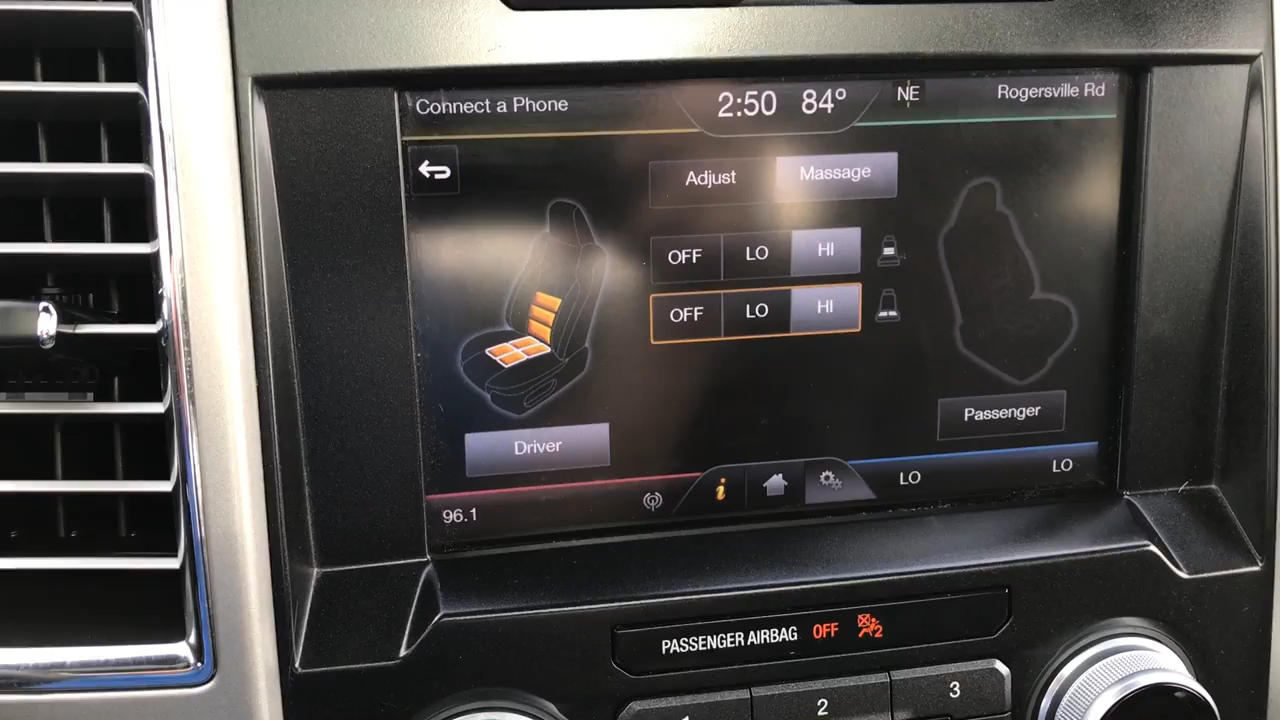 Connect a Phone
2:50 84°
NE
Rogersville Rd
Adjust Massage
OFF LO HI
OFF LO HI
Driver
Passenger
96.1
i
LO
LO
PASSENGER AIRBAG OFF
2
2
3